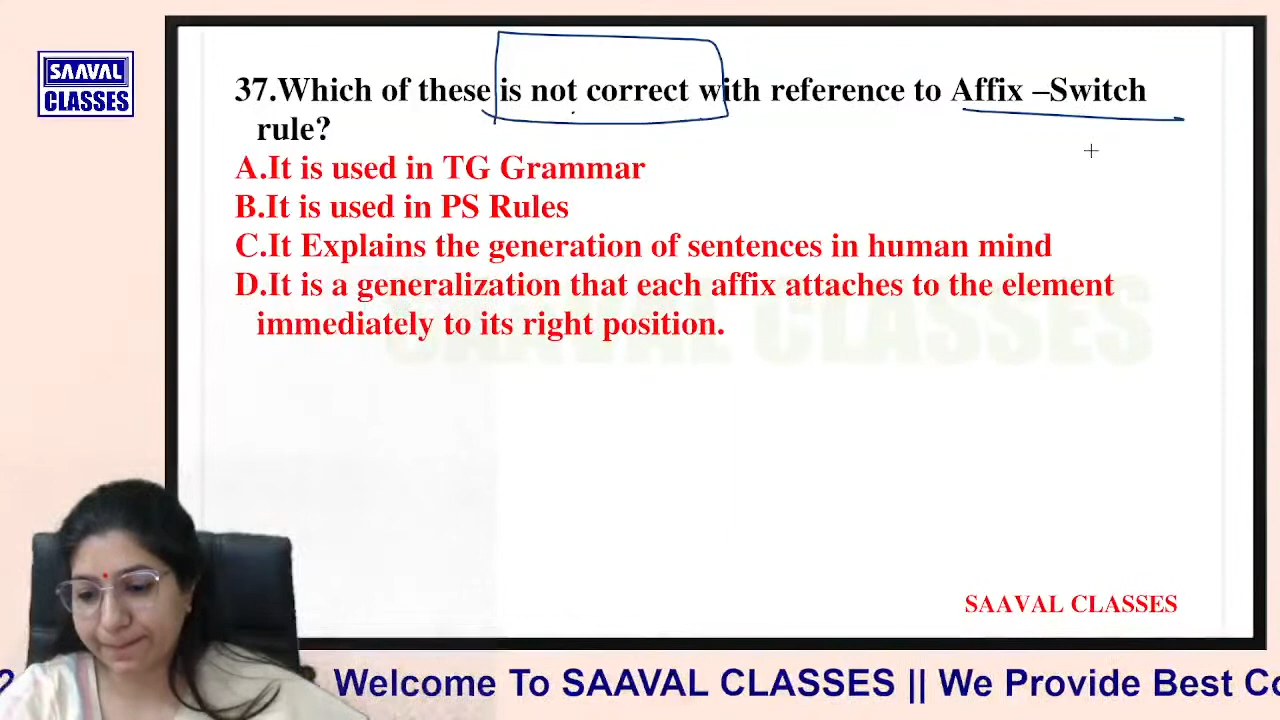 SAAVAL
CLASSES
37.Which of these is not correct with reference to Affix –Switch
rule?
A.It is used in TG Grammar
B.It is used in PS Rules
C.It Explains the generation of sentences in human mind
D.It is a generalization that each affix attaches to the element
immediately to its right position.
SAAVAL CLASSES
SAAVAL CLASSES
2 Welcome To SAAVAL CLASSES || We Provide Best Co